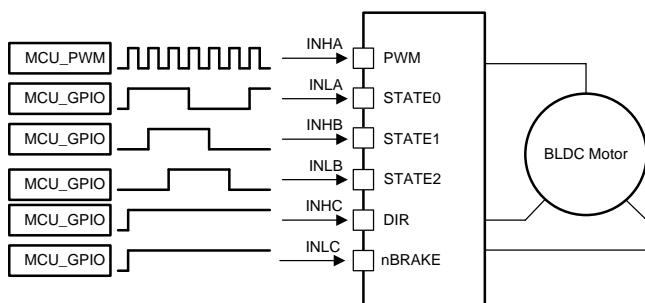 MCU_PWM INHA PWM
MCU_GPIO INLA STATE0
MCU_GPIO INHB STATE1
MCU_GPIO INLB STATE2
MCU_GPIO INHC DIR
MCU_GPIO INLC nBRAKE
BLDC Motor